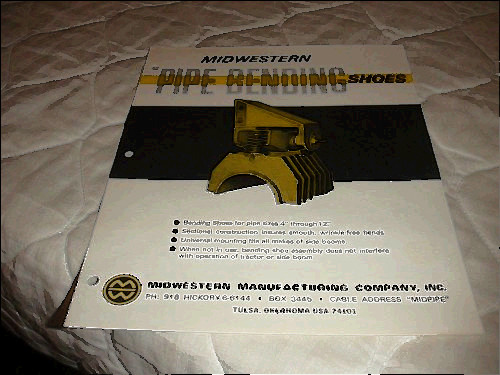 MIDWESTERN
PIPE BENDING SHOES
Bending Shoes for pipe sizes 4" through 12"
Sectional construction insures smooth, wrinkle-free bends
Universal mounting fits all makes of side booms
When not in use, bending shoe assembly does not interfere
with operation of tractor or side boom
MIDWESTERN MANUFACTURING COMPANY, INC.
PH. 918 HICKORY 6-6144 • BOX 3445 • CABLE ADDRESS "MIDPIPE"
TULSA, OKLAHOMA USA 74101